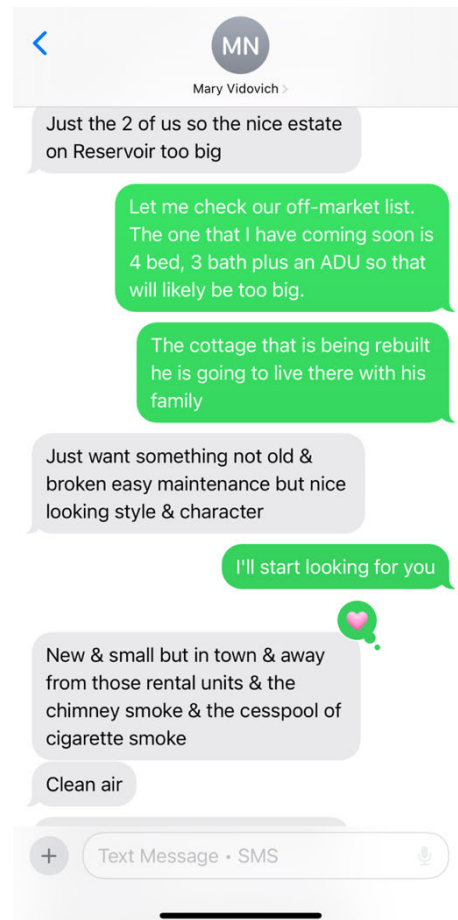 MN
Mary Vidovich
Just the 2 of us so the nice estate
on Reservoir too big
Let me check our off-market list.
The one that I have coming soon is
4 bed, 3 bath plus an ADU so that
will likely be too big.
The cottage that is being rebuilt
he is going to live there with his
family
Just want something not old &
broken easy maintenance but nice
looking style & character
I'll start looking for you
New & small but in town & away
from those rental units & the
chimney smoke & the cesspool of
cigarette smoke
Clean air
Text Message • SMS